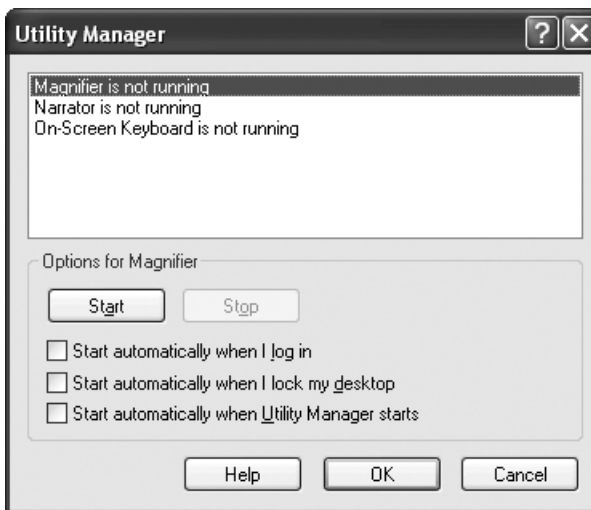 Utility Manager
Magnifier is not running
Narrator is not running
On-Screen Keyboard is not running
Options for Magnifier
Start Stop
Start automatically when I log in
Start automatically when I lock my desktop
Start automatically when Utility Manager starts
Help OK Cancel